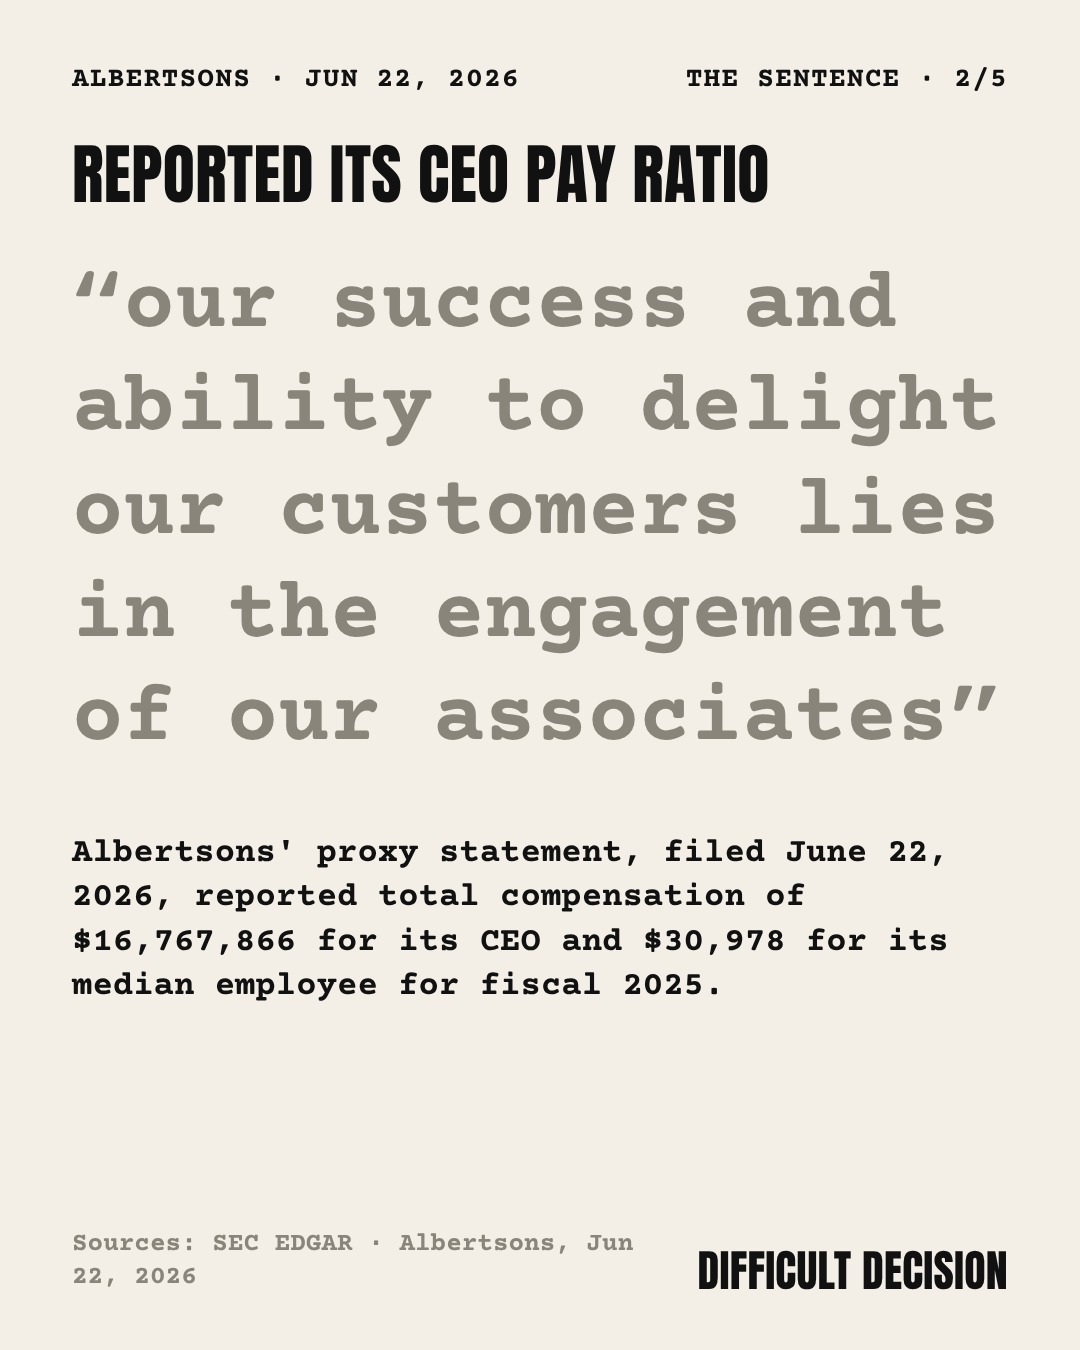 ALBERTSONS · JUN 22, 2026
THE SENTENCE · 2/5
REPORTED ITS CEO PAY RATIO
“our success and
ability to delight
our customers lies
in the engagement
of our associates”
Albertsons' proxy statement, filed June 22,
2026, reported total compensation of
$16,767,866 for its CEO and $30,978 for its
median employee for fiscal 2025.
Sources: SEC EDGAR · Albertsons, Jun
22, 2026
DIFFICULT DECISION